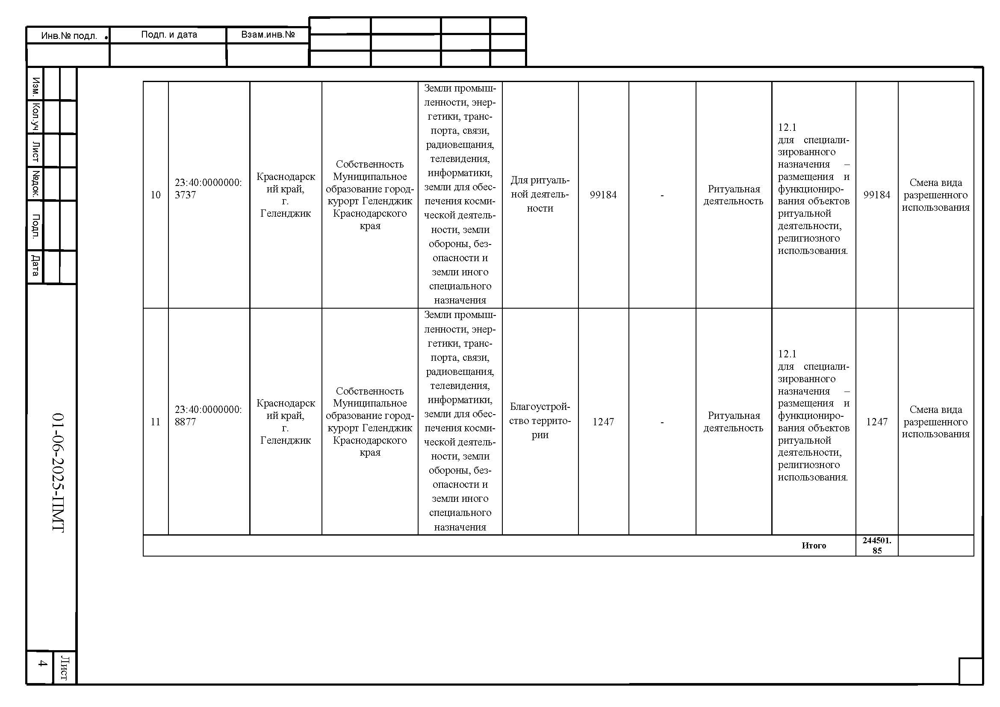 Инв.№ подл.
Подп. и дата
Взам.инв.№
Изм.
Кол.уч.
Лист
№док.
Подп.
Дата
01-06-2025-ПМТ
Лист
4
10
23:40:0000000:
3737
Краснодарск
ий край,
г.
Геленджик
Собственность
Муниципальное
образование город-
курорт Геленджик
Краснодарского
края
Земли промыш-
ленности, энер-
гетики, транс-
порта, связи,
радиовещания,
телевидения,
информатики,
земли для обес-
печения косми-
ческой деятель-
ности, земли
обороны, без-
опасности и
земли иного
специального
назначения
Для ритуаль-
ной деятель-
ности
99184
-
Ритуальная
деятельность
12.1
для специали-
зированного
назначения –
размещения и
функциониро-
вания объектов
ритуальной
деятельности,
религиозного
использования.
99184
Смена вида
разрешенного
использования
11
23:40:0000000:
8877
Краснодарск
ий край,
г.
Геленджик
Собственность
Муниципальное
образование город-
курорт Геленджик
Краснодарского
края
Земли промыш-
ленности, энер-
гетики, транс-
порта, связи,
радиовещания,
телевидения,
информатики,
земли для обес-
печения косми-
ческой деятель-
ности, земли
обороны, без-
опасности и
земли иного
специального
назначения
Благоустрой-
ство террито-
рии
1247
-
Ритуальная
деятельность
12.1
для специали-
зированного
назначения –
размещения и
функциониро-
вания объектов
ритуальной
деятельности,
религиозного
использования.
1247
Смена вида
разрешенного
использования
Итого
244501.
85